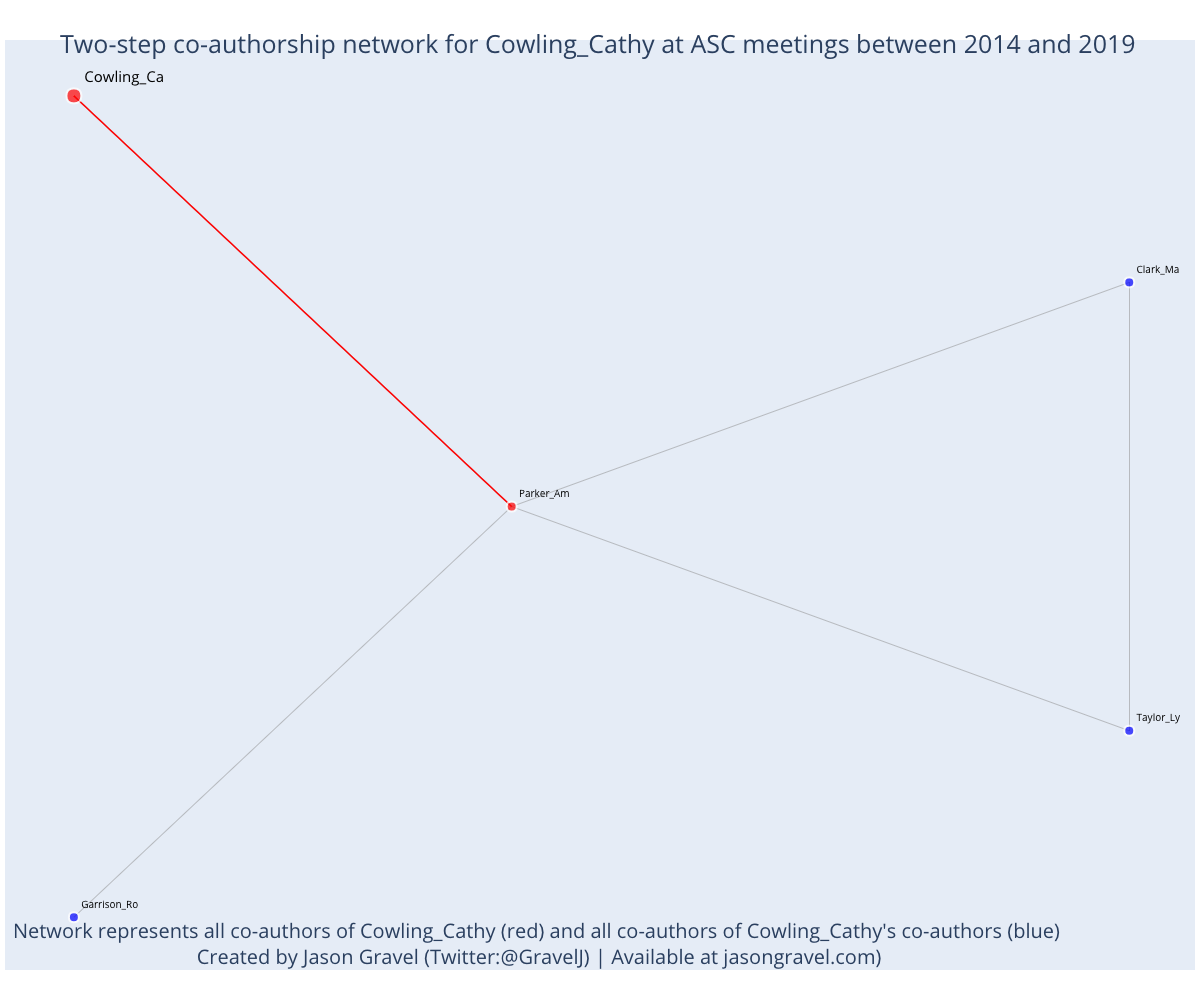 Two-step co-authorship network for Cowling_Cathy at ASC meetings between 2014 and 2019
Cowling_Ca
Clark_Ma
Parker_Am
Taylor_Ly
Garrison_Ro
Network represents all co-authors of Cowling_Cathy (red) and all co-authors of Cowling_Cathy's co-authors (blue)
Created by Jason Gravel (Twitter:@GravelJ) | Available at jasongravel.com)